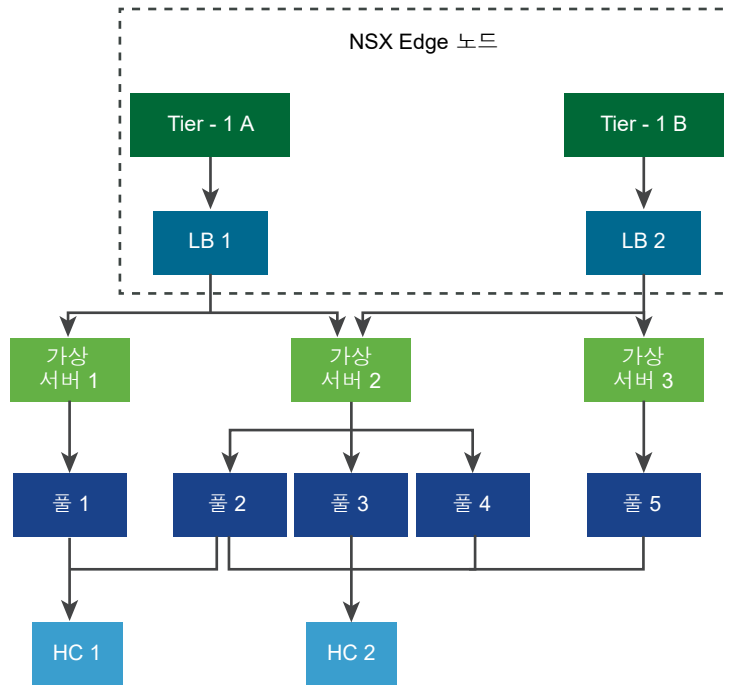 NSX Edge 노드
Tier - 1 A
Tier - 1 B
LB 1
LB 2
가상
서버 1
가상
서버 2
가상
서버 3
풀 1
풀 2
풀 3
풀 4
풀 5
HC 1
HC 2